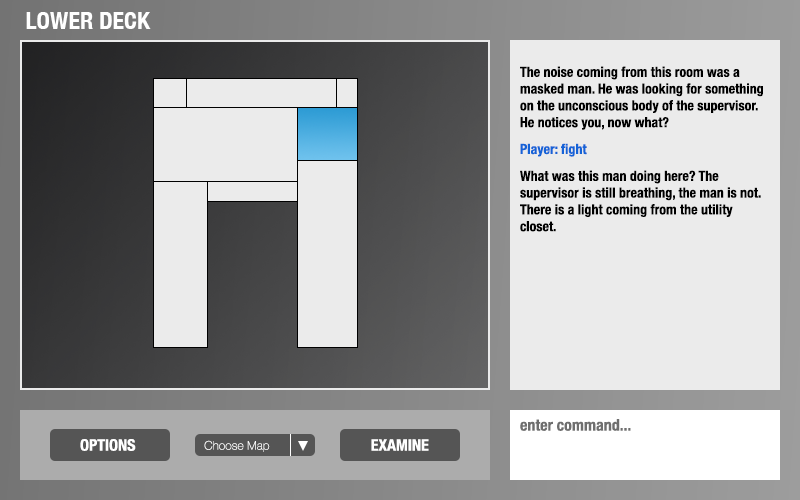 LOWER DECK
The noise coming from this room was a
masked man. He was looking for something
on the unconscious body of the supervisor.
He notices you, now what?
Player: fight
What was this man doing here? The
supervisor is still breathing, the man is not.
There is a light coming from the utility
closet.
OPTIONS
Choose Map
EXAMINE
enter command...